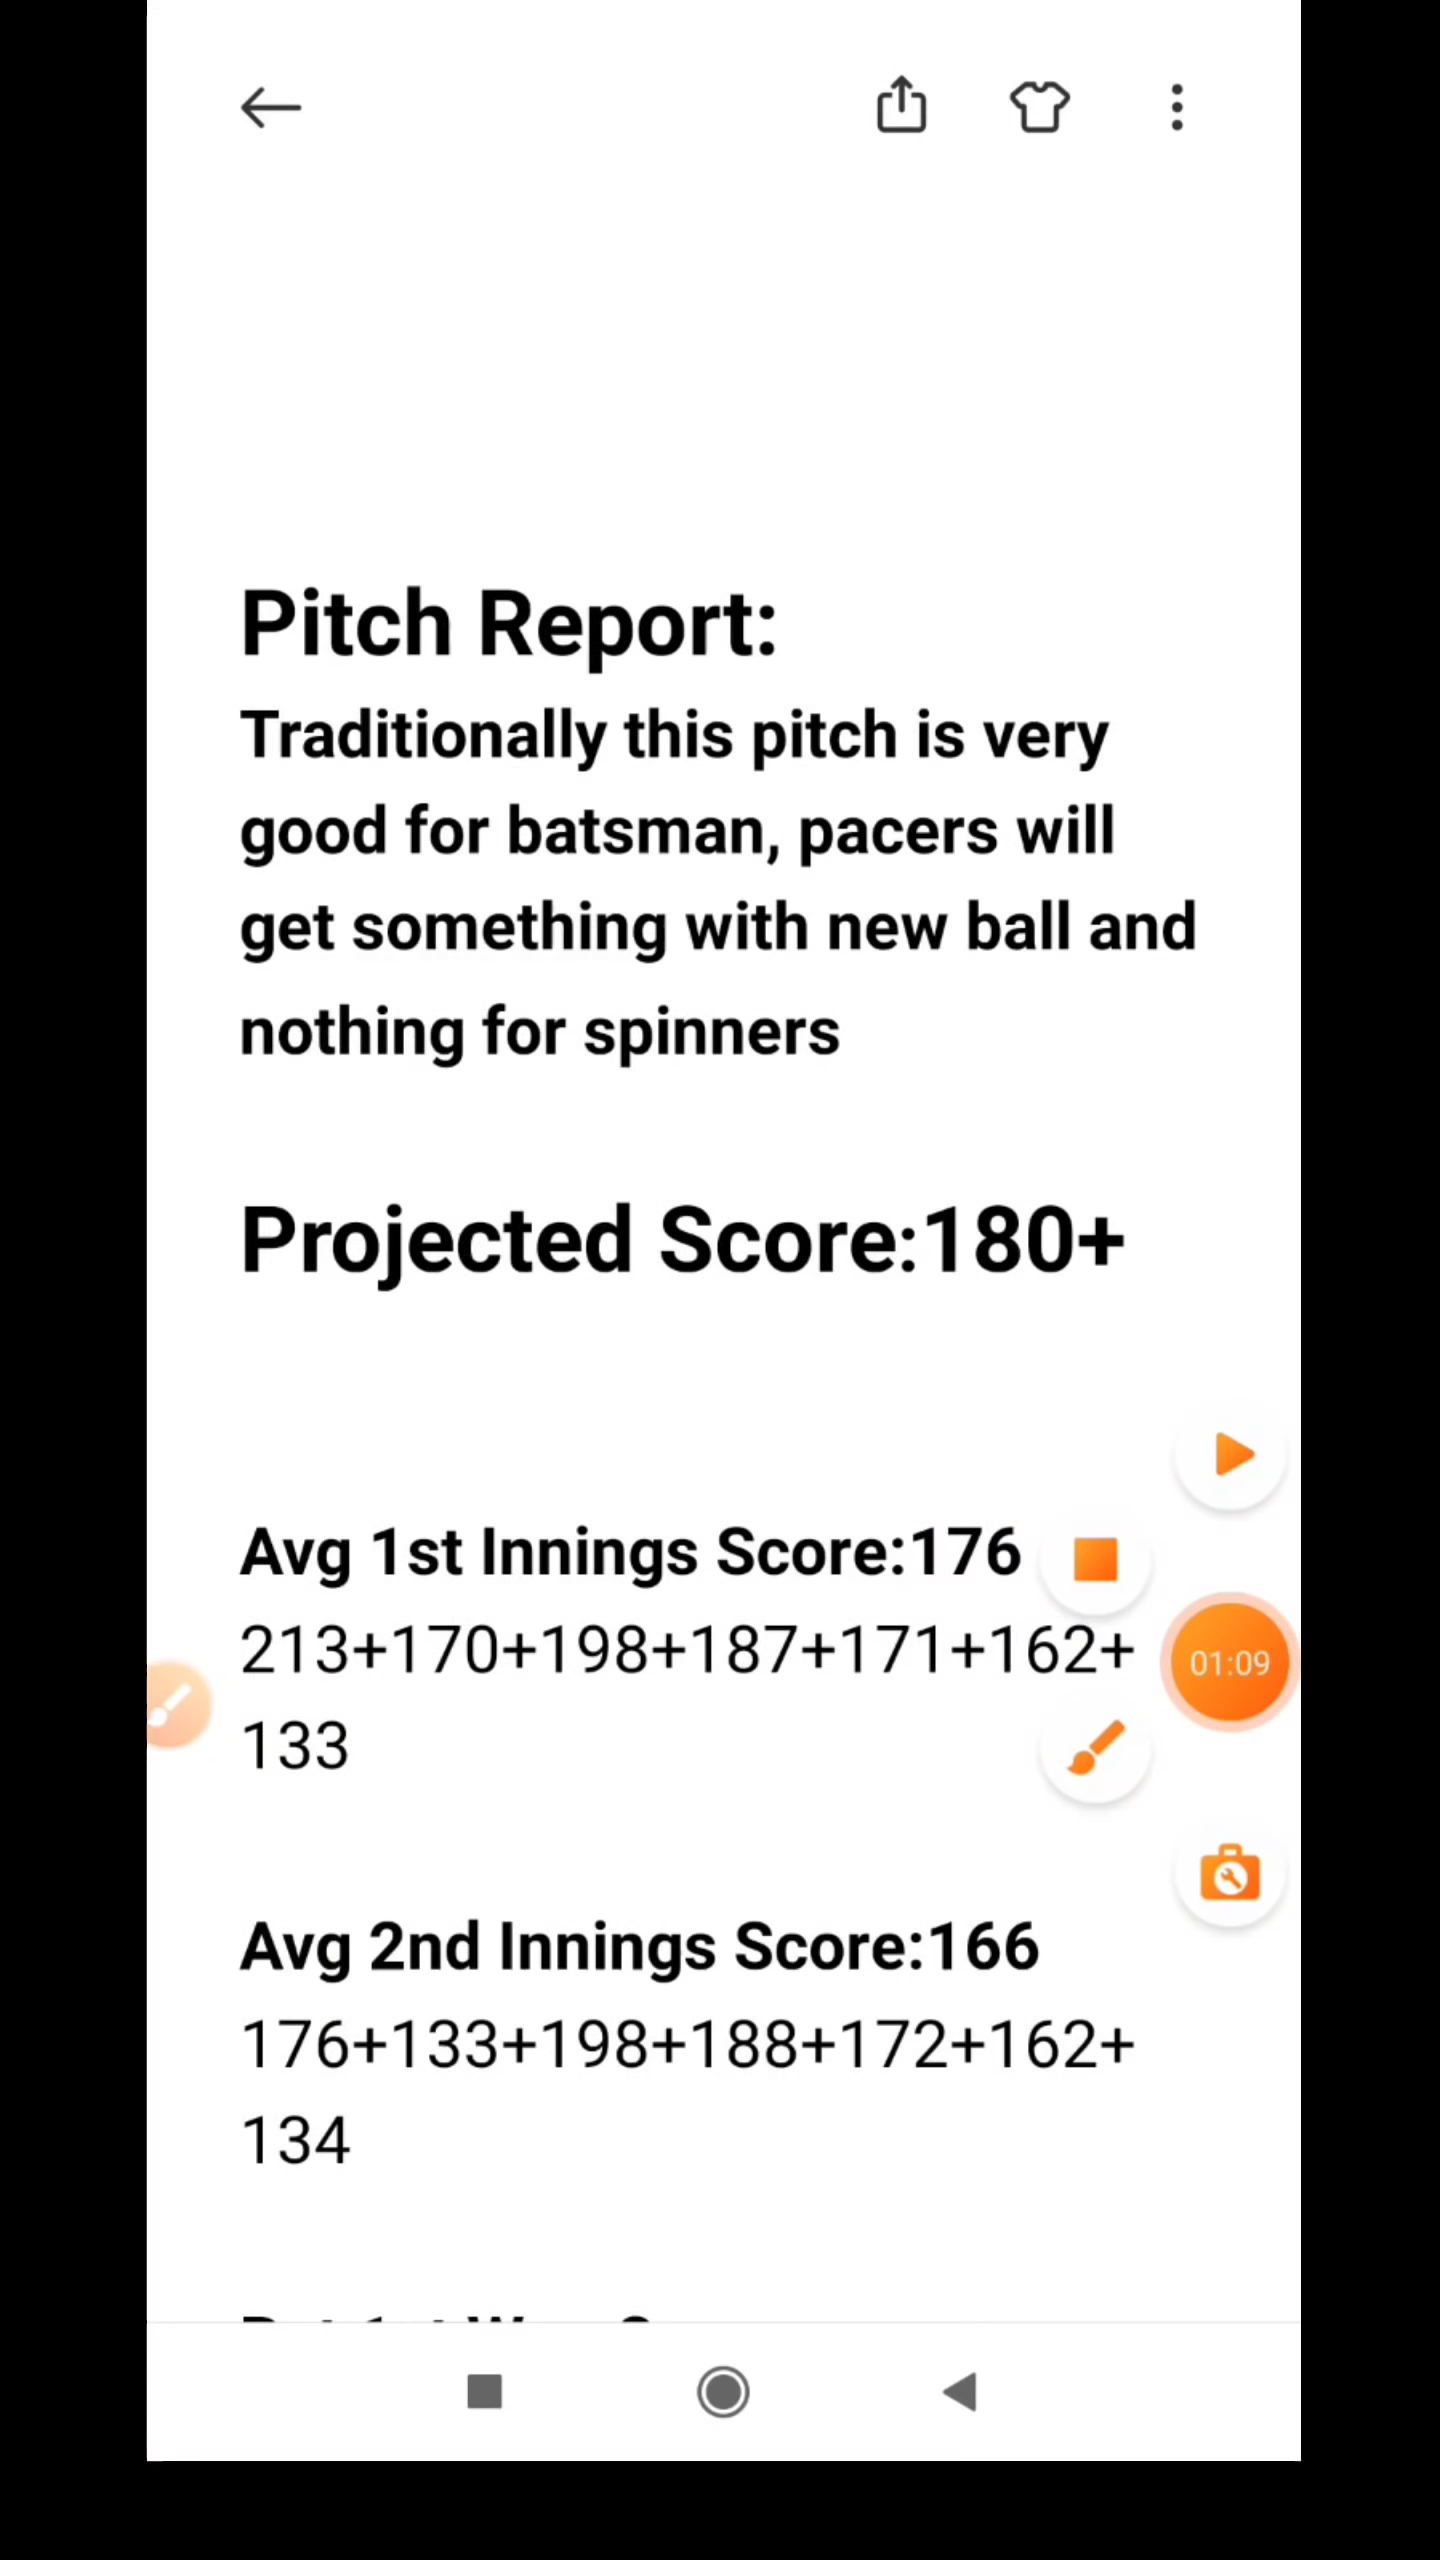 Pitch Report:
Traditionally this pitch is very
good for batsman, pacers will
get something with new ball and
nothing for spinners
Projected Score:180+
Avg 1st Innings Score:176
213+170+198+187+171+162+
133
01:09
Avg 2nd Innings Score:166
176+133+198+188+172+162+
134